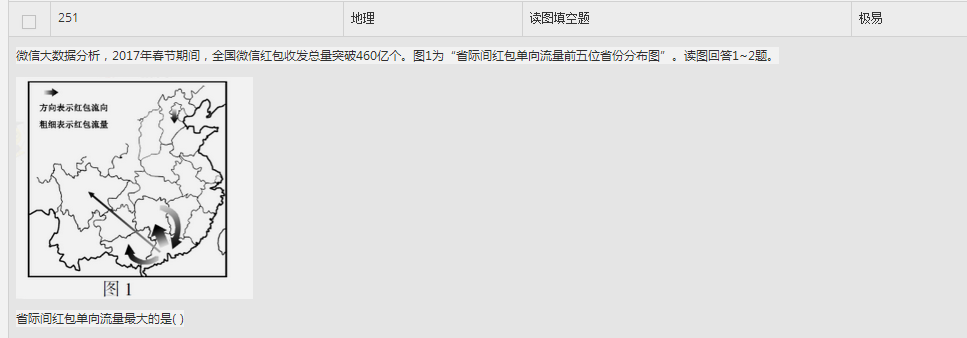 251 地理 读图填空题 极易
微信大数据分析，2017年春节期间，全国微信红包收发总量突破460亿个。图1为“省际间红包单向流量前五位省份分布图”。读图回答1~2题。
方向表示红包流向
粗细表示红包流量
图 1
省际间红包单向流量最大的是( )